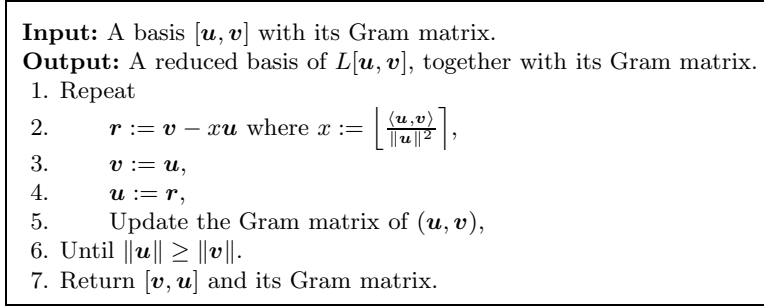 Input: A basis [u, v] with its Gram matrix.
Output: A reduced basis of L[u, v], together with its Gram matrix.
1. Repeat
2. r := v − xu where x := ⌊⟨u,v⟩/‖u‖²⌉,
3. v := u,
4. u := r,
5. Update the Gram matrix of (u, v),
6. Until ‖u‖ ≥ ‖v‖.
7. Return [v, u] and its Gram matrix.